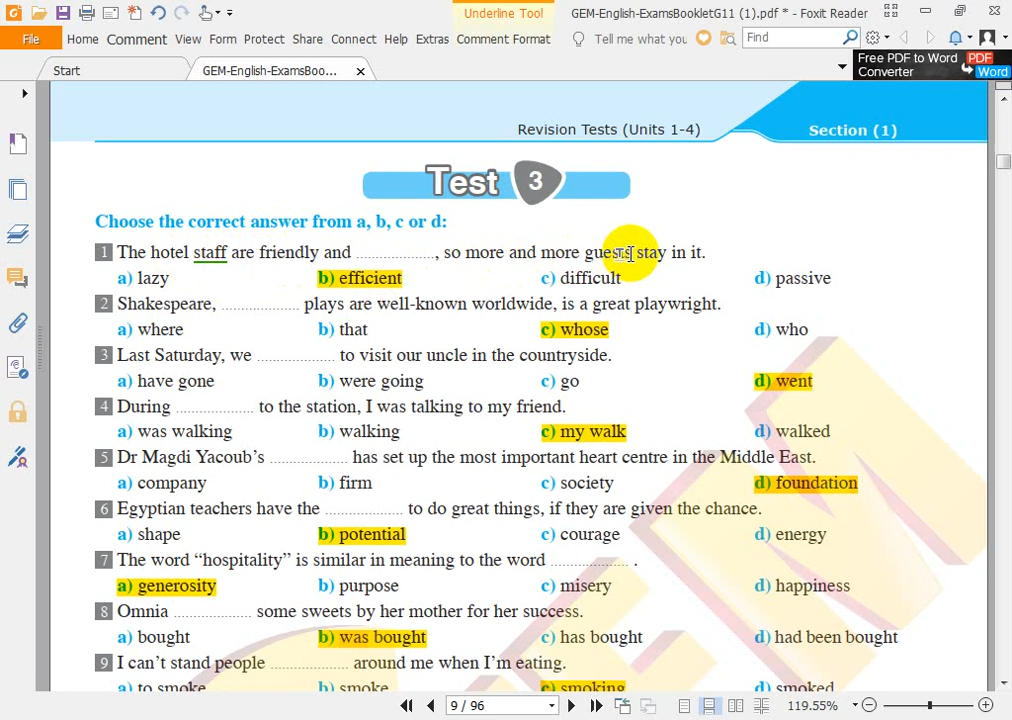 Underline Tool
GEM-English-ExamsBookletG11 (1).pdf * - Foxit Reader
File Home Comment View Form Protect Share Connect Help Extras Comment Format Tell me what you Find
Start
GEM-English-ExamsBoo...
Free PDF to Word Converter
PDF
Word
Revision Tests (Units 1-4) Section (1)
Test 3
Choose the correct answer from a, b, c or d:
1 The hotel staff are friendly and ...................., so more and more guests stay in it.
a) lazy b) efficient c) difficult d) passive
2 Shakespeare, .................... plays are well-known worldwide, is a great playwright.
a) where b) that c) whose d) who
3 Last Saturday, we .................... to visit our uncle in the countryside.
a) have gone b) were going c) go d) went
4 During .................... to the station, I was talking to my friend.
a) was walking b) walking c) my walk d) walked
5 Dr Magdi Yacoub's .................... has set up the most important heart centre in the Middle East.
a) company b) firm c) society d) foundation
6 Egyptian teachers have the .................... to do great things, if they are given the chance.
a) shape b) potential c) courage d) energy
7 The word “hospitality” is similar in meaning to the word .................... .
a) generosity b) purpose c) misery d) happiness
8 Omnia .................... some sweets by her mother for her success.
a) bought b) was bought c) has bought d) had been bought
9 I can't stand people .................... around me when I'm eating.
a) to smoke b) smoke c) smoking d) smoked
9 / 96
119.55%